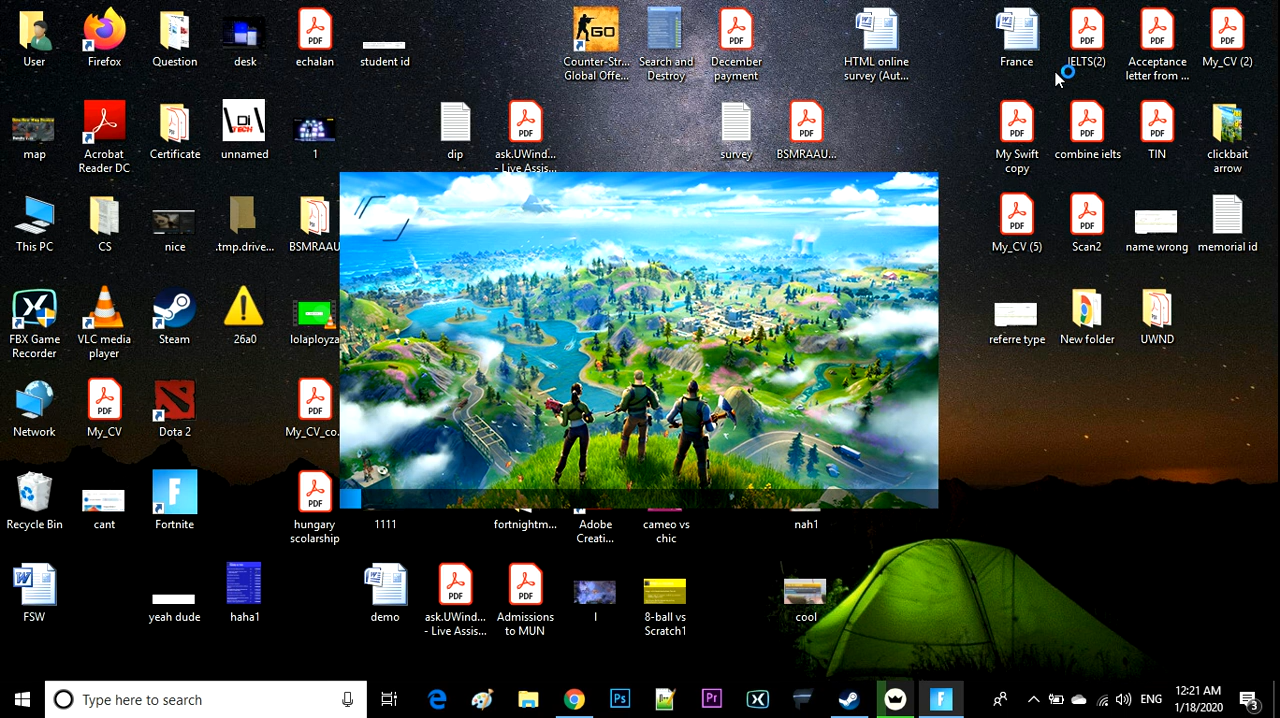 User
Firefox
Question
desk
echalan
student id
Counter-Str...
Global Offe...
Search and
Destroy
December
payment
HTML online
survey (Aut...
France
IELTS(2)
Acceptance
letter from ...
My_CV (2)
map
Acrobat
Reader DC
Certificate
unnamed
1
dip
ask.UWind...
- Live Assis...
survey
BSMRAAU...
My Swift
copy
combine ielts
TIN
clickbait
arrow
This PC
CS
nice
.tmp.drive...
BSMRAAU
My_CV (5)
Scan2
name wrong
memorial id
FBX Game
Recorder
VLC media
player
Steam
26a0
lolaployza
referre type
New folder
UWND
Network
My_CV
Dota 2
My_CV_co.
Recycle Bin
cant
Fortnite
hungary
scolarship
1111
fortnightm...
Adobe
Creati...
cameo vs
chic
nah1
FSW
yeah dude
haha1
demo
ask.UWind...
- Live Assis...
Admissions
to MUN
I
8-ball vs
Scratch1
cool
Type here to search
ENG
12:21 AM
1/18/2020
3